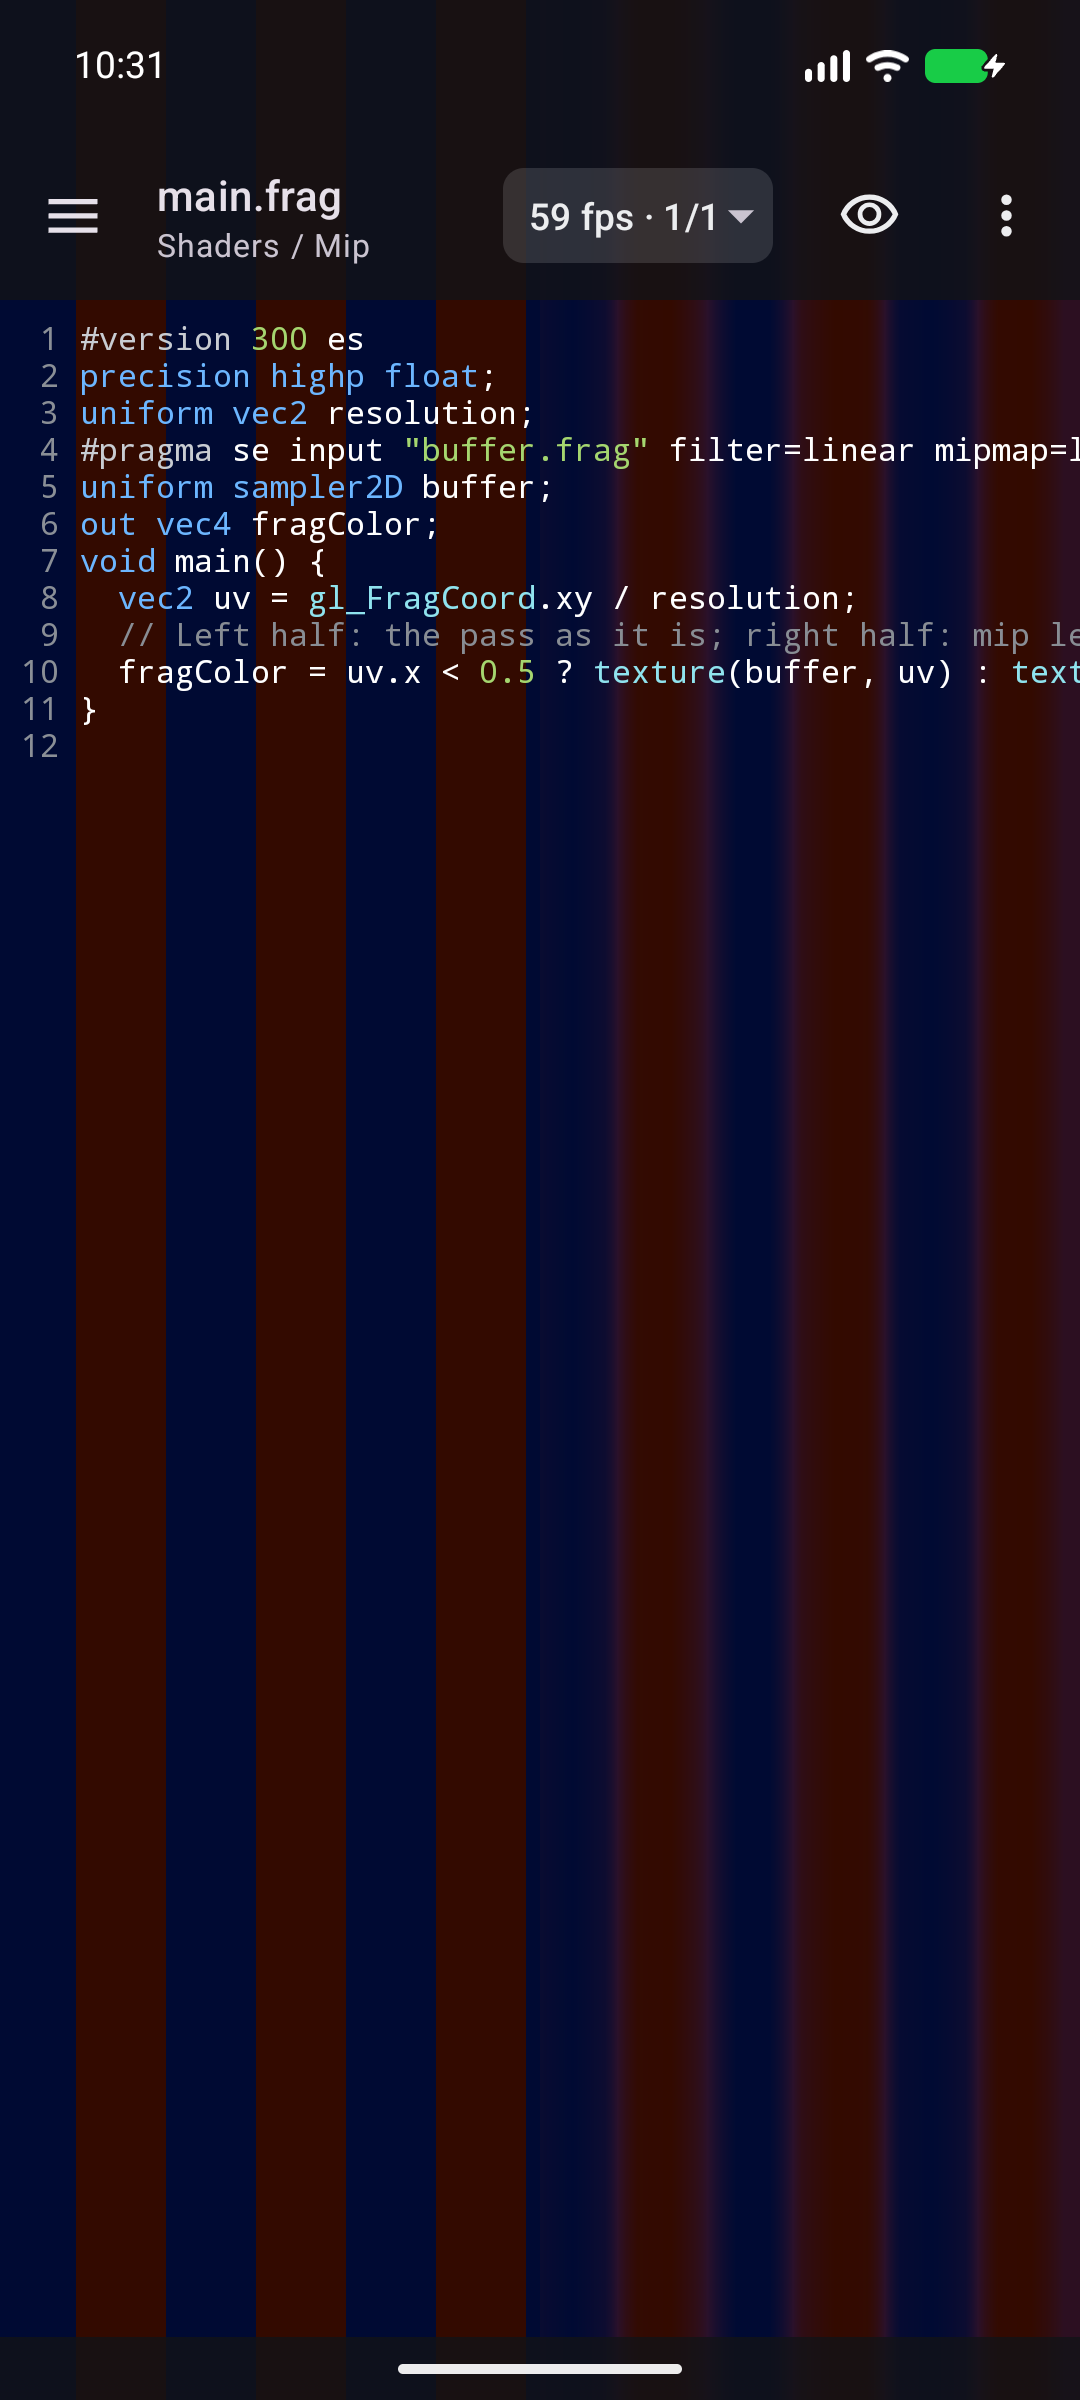 10:31
main.frag
Shaders / Mip
59 fps · 1/1
1 #version 300 es
2 precision highp float;
3 uniform vec2 resolution;
4 #pragma se input "buffer.frag" filter=linear mipmap=l
5 uniform sampler2D buffer;
6 out vec4 fragColor;
7 void main() {
8   vec2 uv = gl_FragCoord.xy / resolution;
9   // Left half: the pass as it is; right half: mip le
10   fragColor = uv.x < 0.5 ? texture(buffer, uv) : text
11 }
12